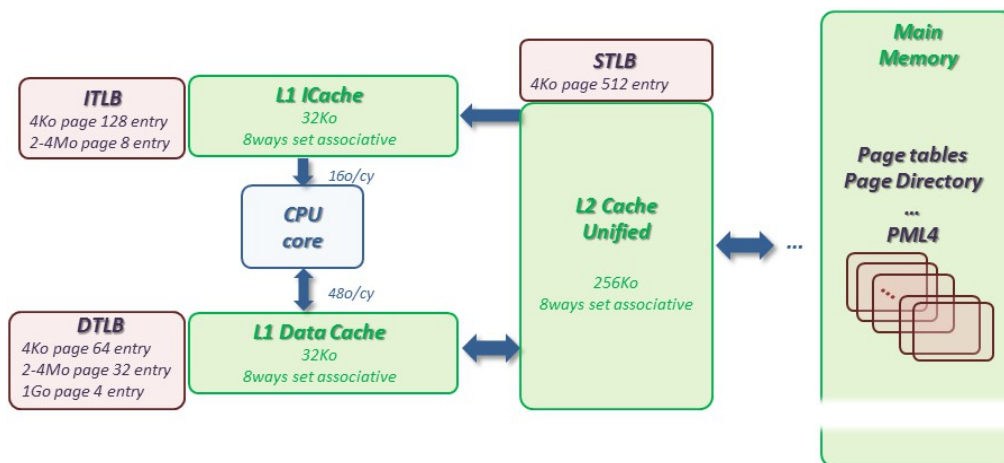 ITLB
4Ko page 128 entry
2-4Mo page 8 entry
L1 ICache
32Ko
8ways set associative
STLB
4Ko page 512 entry
Main
Memory
16o/cy
CPU
core
48o/cy
L2 Cache
Unified
256Ko
8ways set associative
...
Page tables
Page Directory
...
PML4
...
DTLB
4Ko page 64 entry
2-4Mo page 32 entry
1Go page 4 entry
L1 Data Cache
32Ko
8ways set associative